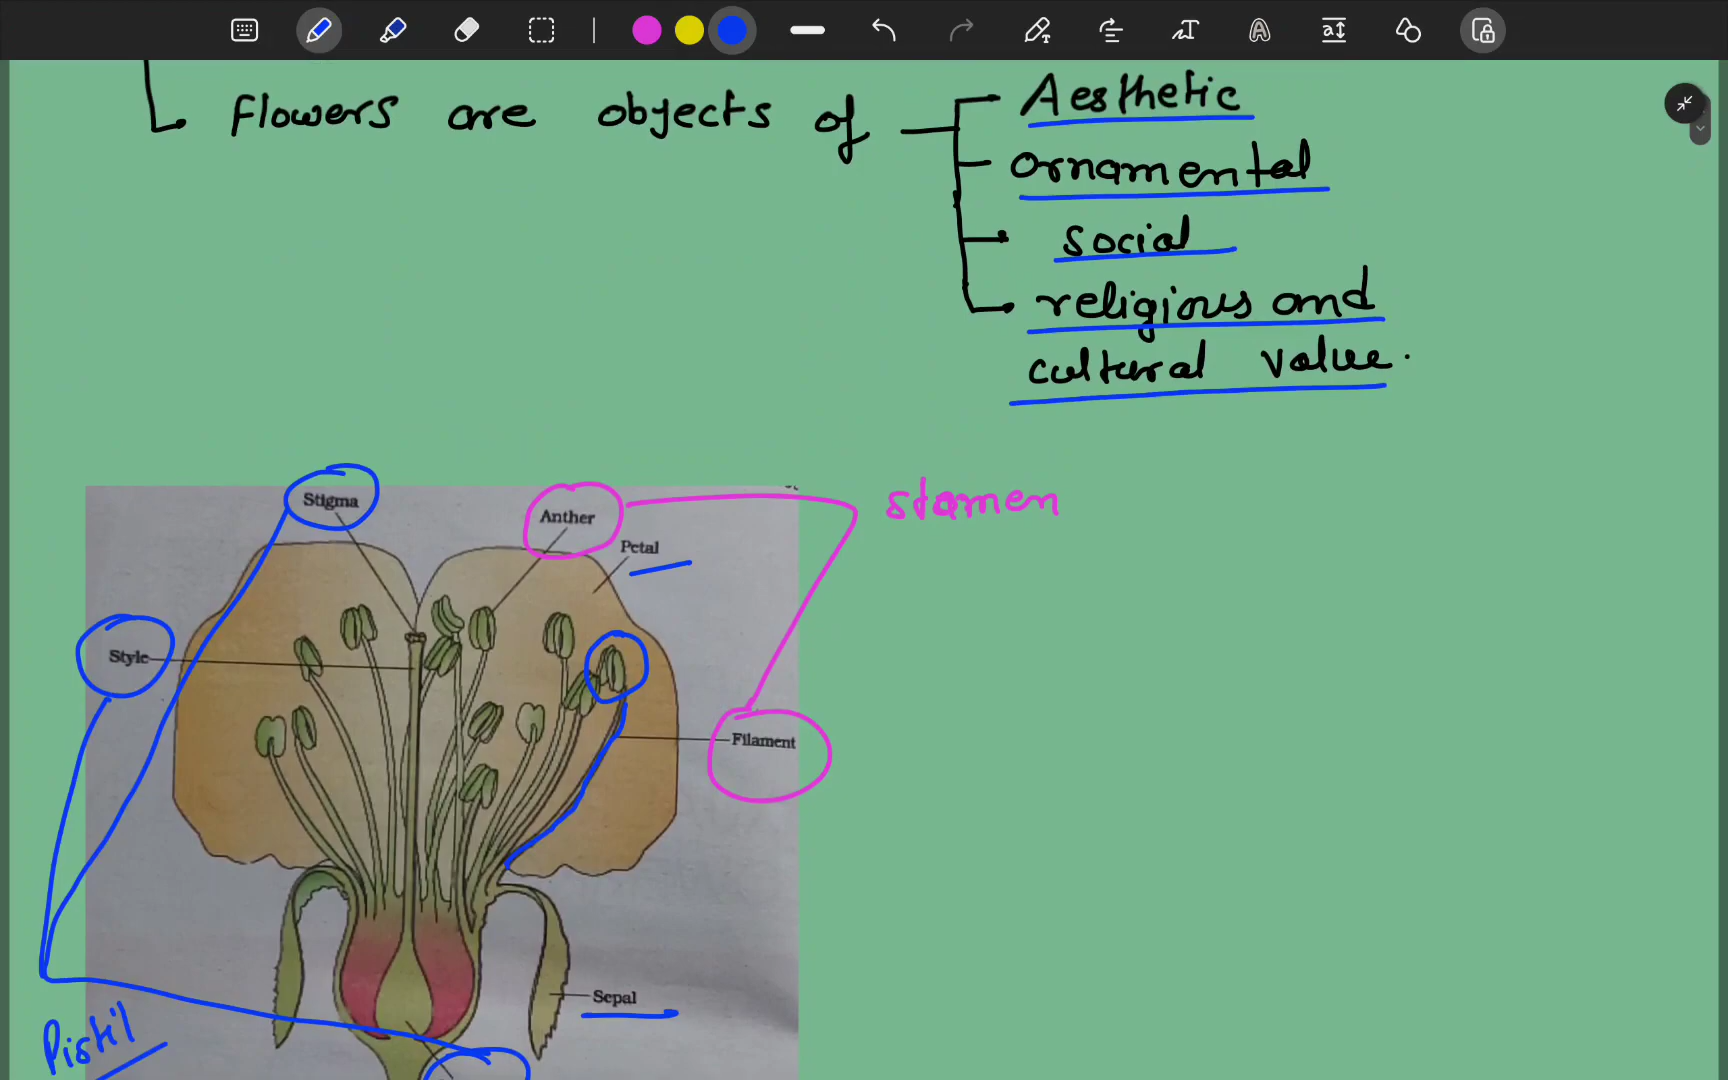 Flowers are objects of
Aesthetic
ornamental
social
religious and
cultural value.
Stigma
Anther
stamen
Petal
Style
Filament
Sepal
Pistil